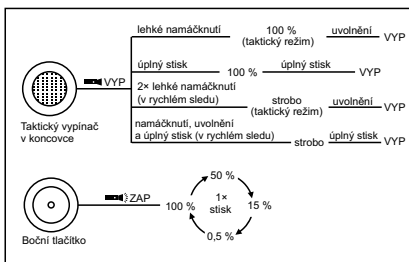 lehké namáčknutí 100 % uvolnění
(taktický režim) VYP
úplný stisk 100 % úplný stisk VYP
VYP
2× lehké namáčknutí
(v rychlém sledu) strobo uvolnění VYP
(taktický režim)
namáčknutí, uvolnění
a úplný stisk (v rychlém sledu) strobo úplný stisk VYP
Taktický vypínač
v koncovce
ZAP
50 %
100 % 1× 15 %
stisk
0,5 %
Boční tlačítko